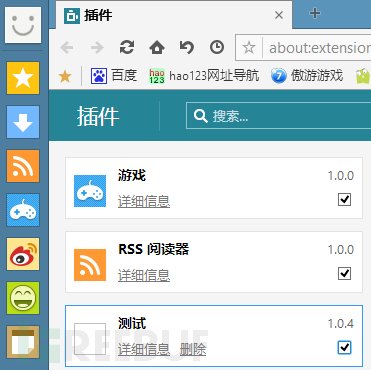 插件
about:extension
百度
hao123
hao123网址导航
傲游游戏
插件
搜索...
游戏
1.0.0
详细信息
RSS 阅读器
1.0.0
详细信息
测试
1.0.4
详细信息 删除
REEBUF